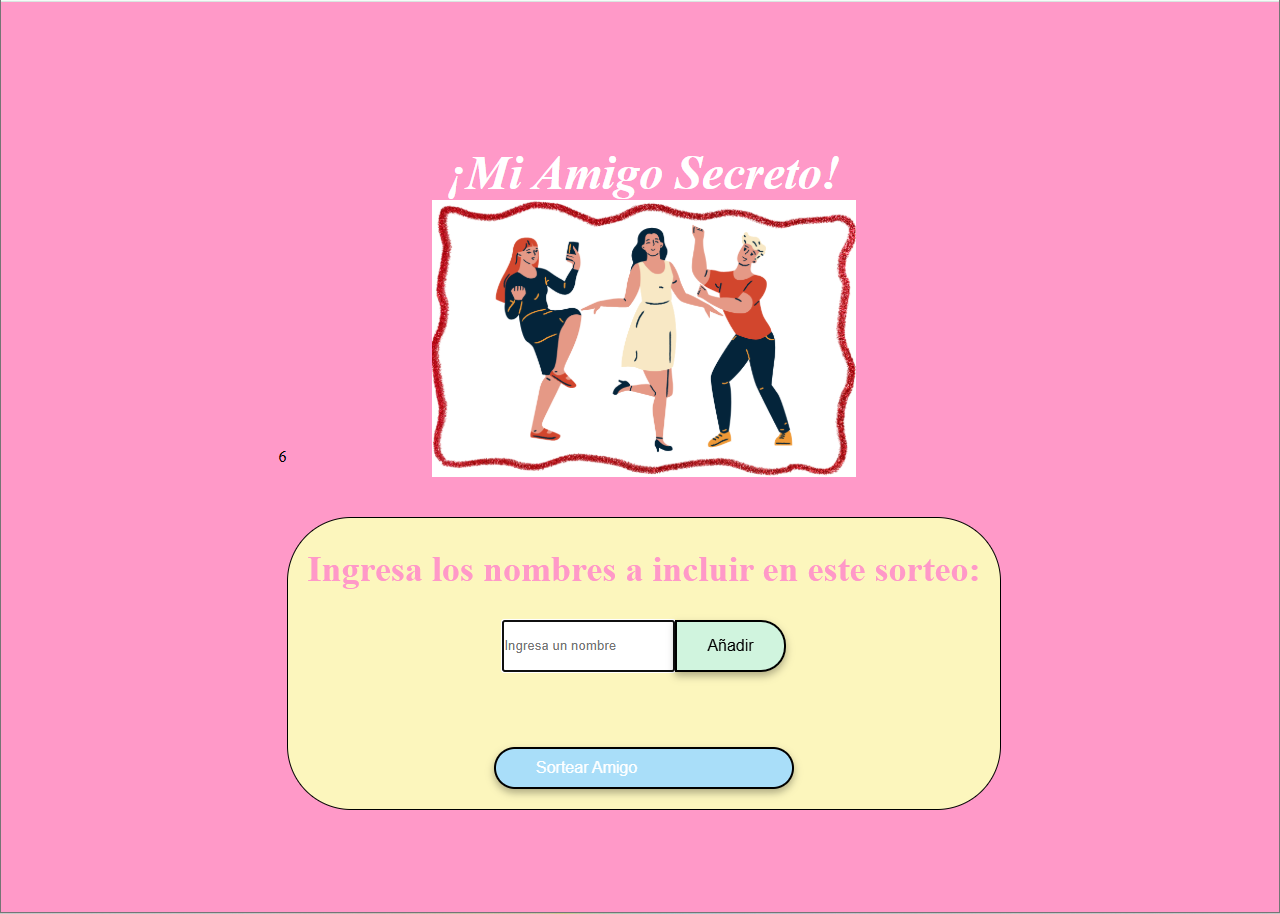 ¡Mi Amigo Secreto!
6
Ingresa los nombres a incluir en este sorteo:
Ingresa un nombre
Añadir
Sortear Amigo